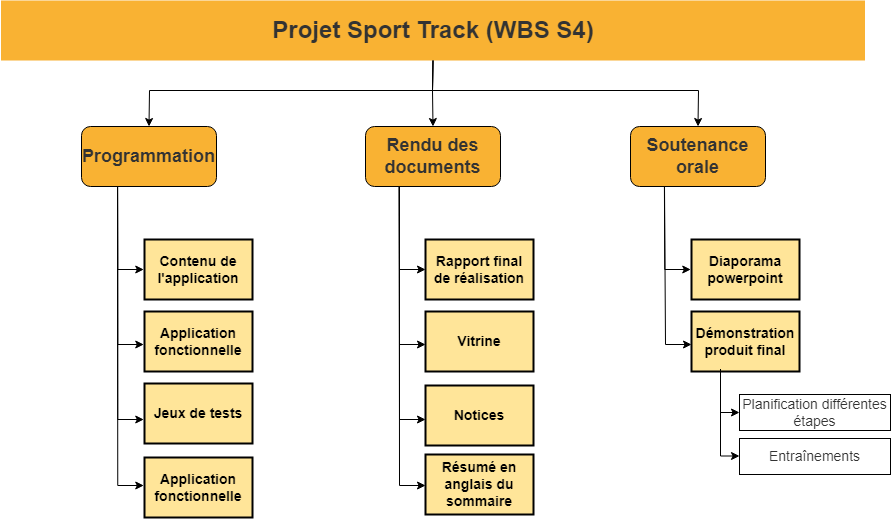 Projet Sport Track (WBS S4)
Programmation
Contenu de
l'application
Application
fonctionnelle
Jeux de tests
Application
fonctionnelle
Rendu des
documents
Rapport final
de réalisation
Vitrine
Notices
Résumé en
anglais du
sommaire
Soutenance
orale
Diaporama
powerpoint
Démonstration
produit final
Planification différentes
étapes
Entraînements